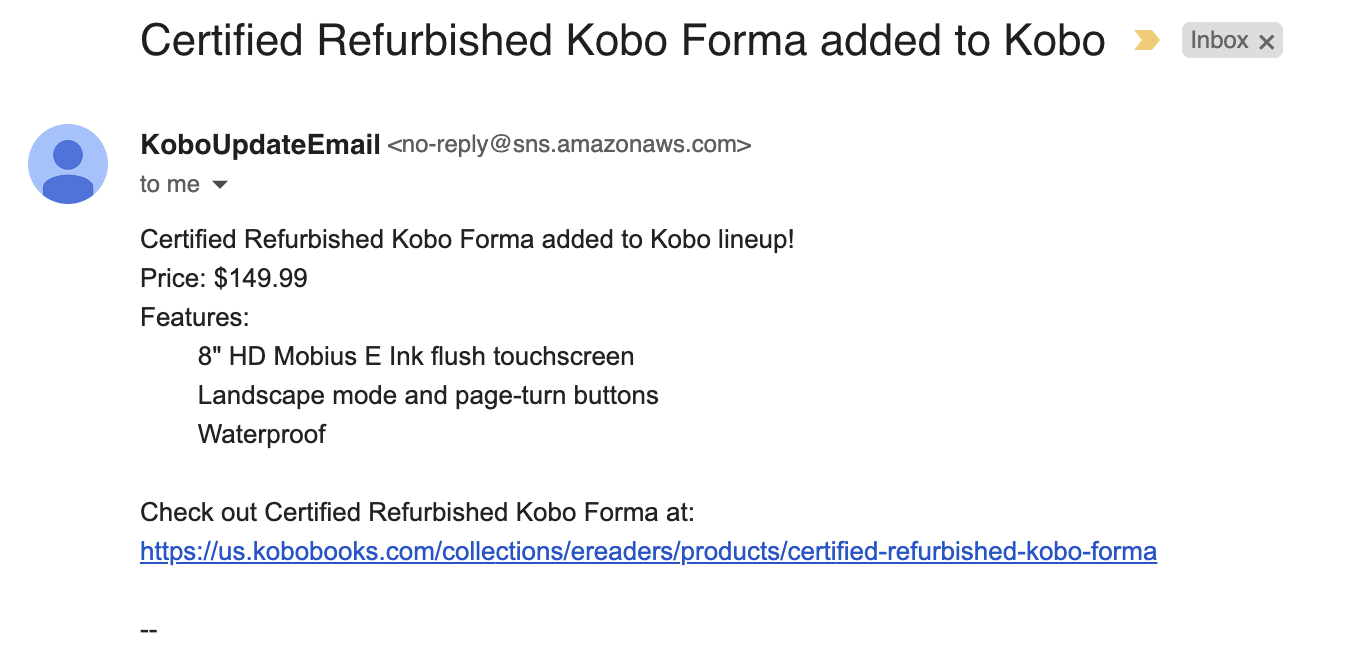 Certified Refurbished Kobo Forma added to Kobo Inbox ×
KoboUpdateEmail <no-reply@sns.amazonaws.com>
to me
Certified Refurbished Kobo Forma added to Kobo lineup!
Price: $149.99
Features:
8" HD Mobius E Ink flush touchscreen
Landscape mode and page-turn buttons
Waterproof
Check out Certified Refurbished Kobo Forma at:
https://us.kobobooks.com/collections/ereaders/products/certified-refurbished-kobo-forma
--